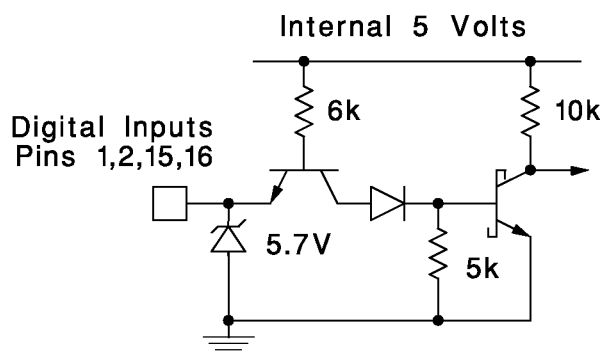 Internal 5 Volts
6k
10k
Digital Inputs
Pins 1,2,15,16
5.7V
5k